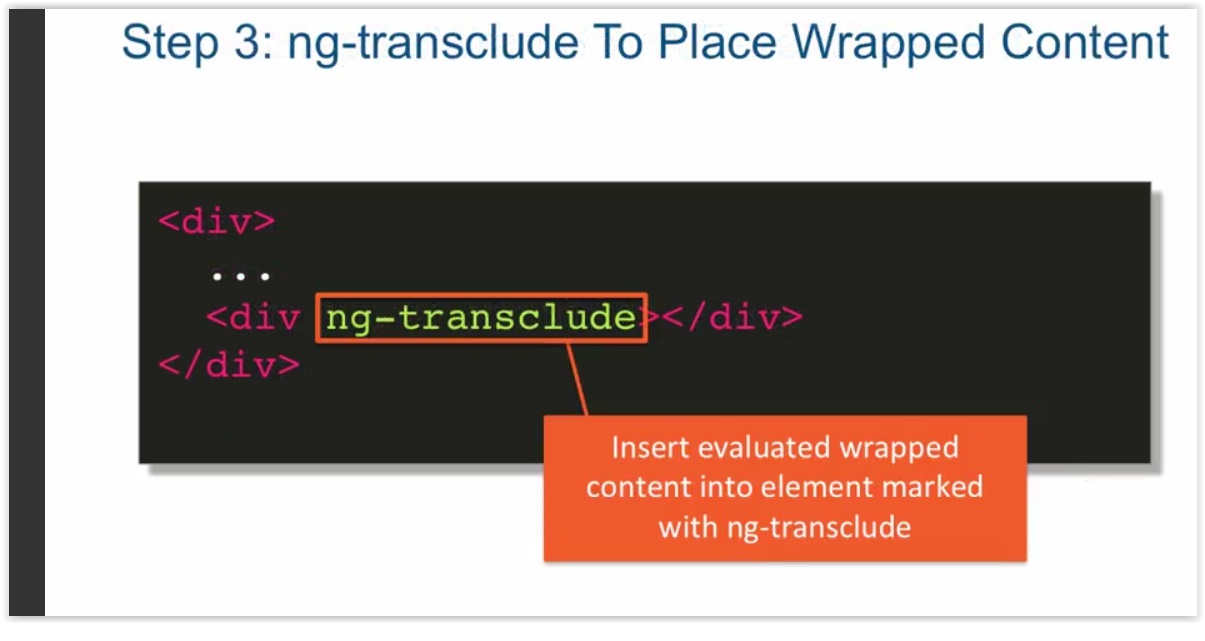 Step 3: ng-transclude To Place Wrapped Content
<div>
...
<div ng-transclude></div>
</div>
Insert evaluated wrapped
content into element marked
with ng-transclude